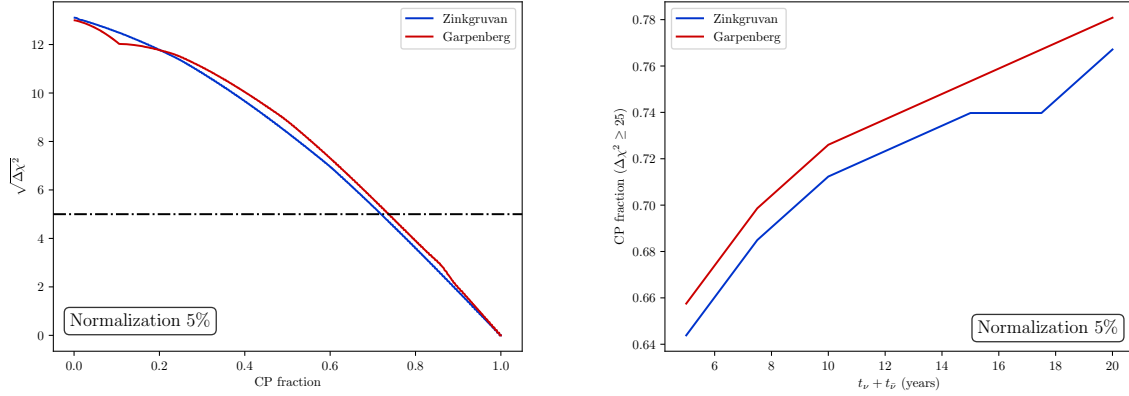 Zinkgruvan
Garpenberg
12
10
8
6
4
2
0
√Δχ²
Normalization 5%
0.0 0.2 0.4 0.6 0.8 1.0
CP fraction
Zinkgruvan
Garpenberg
0.78
0.76
0.74
0.72
0.70
0.68
0.66
0.64
CP fraction (Δχ² ≥ 25)
Normalization 5%
6 8 10 12 14 16 18 20
t_ν + t_ν̄ (years)